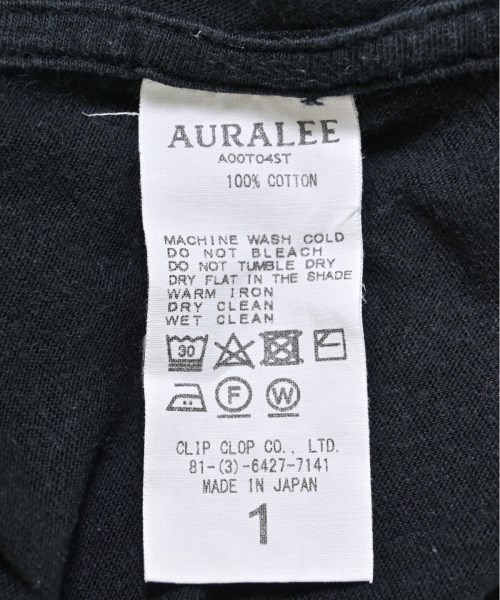 AURALEE
A00T04ST
100% COTTON
MACHINE WASH COLD
DO NOT BLEACH
DO NOT TUMBLE DRY
DRY FLAT IN THE SHADE
WARM IRON
DRY CLEAN
WET CLEAN
30
F W
CLIP CLOP CO., LTD.
81-(3)-6427-7141
MADE IN JAPAN
1